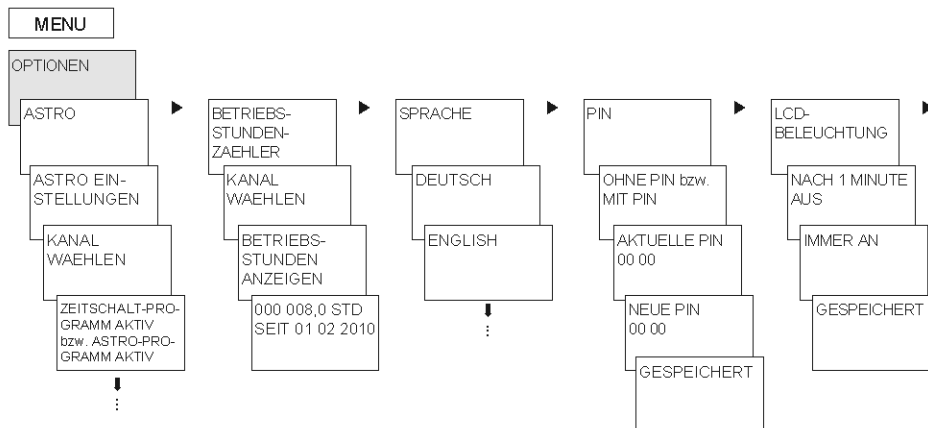 MENU
OPTIONEN
ASTRO
ASTRO EIN-
STELLUNGEN
KANAL
WAEHLEN
ZEITSCHALT-PRO-
GRAMM AKTIV
bzw. ASTRO-PRO-
GRAMM AKTIV
BETRIEBS-
STUNDEN-
ZAEHLER
KANAL
WAEHLEN
BETRIEBS-
STUNDEN
ANZEIGEN
000 008,0 STD
SEIT 01 02 2010
SPRACHE
DEUTSCH
ENGLISH
PIN
OHNE PIN bzw.
MIT PIN
AKTUELLE PIN
00 00
NEUE PIN
00 00
GESPEICHERT
LCD-
BELEUCHTUNG
NACH 1 MINUTE
AUS
IMMER AN
GESPEICHERT